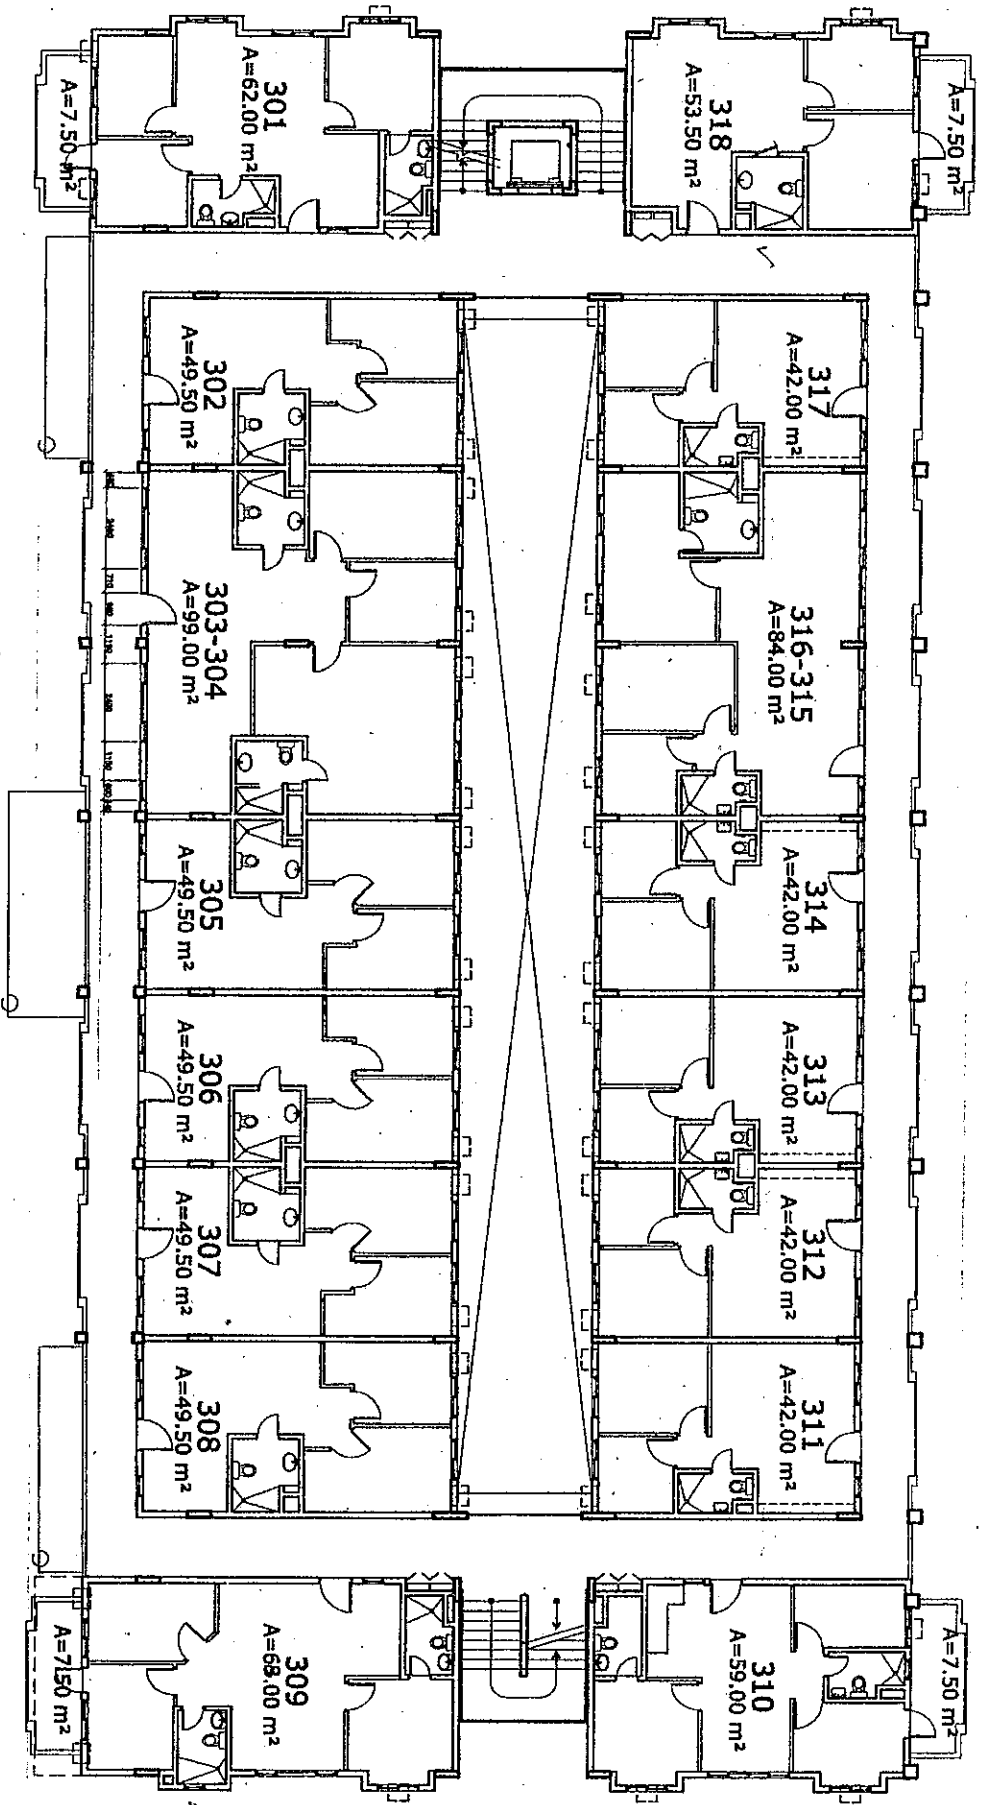 301
A=62.00 m²
A=7.50 m²
318
A=53.50 m²
A=7.50 m²
302
A=49.50 m²
317
A=42.00 m²
303-304
A=99.00 m²
316-315
A=84.00 m²
305
A=49.50 m²
314
A=42.00 m²
306
A=49.50 m²
313
A=42.00 m²
307
A=49.50 m²
312
A=42.00 m²
308
A=49.50 m²
311
A=42.00 m²
309
A=68.00 m²
A=7.50 m²
310
A=59.00 m²
A=7.50 m²